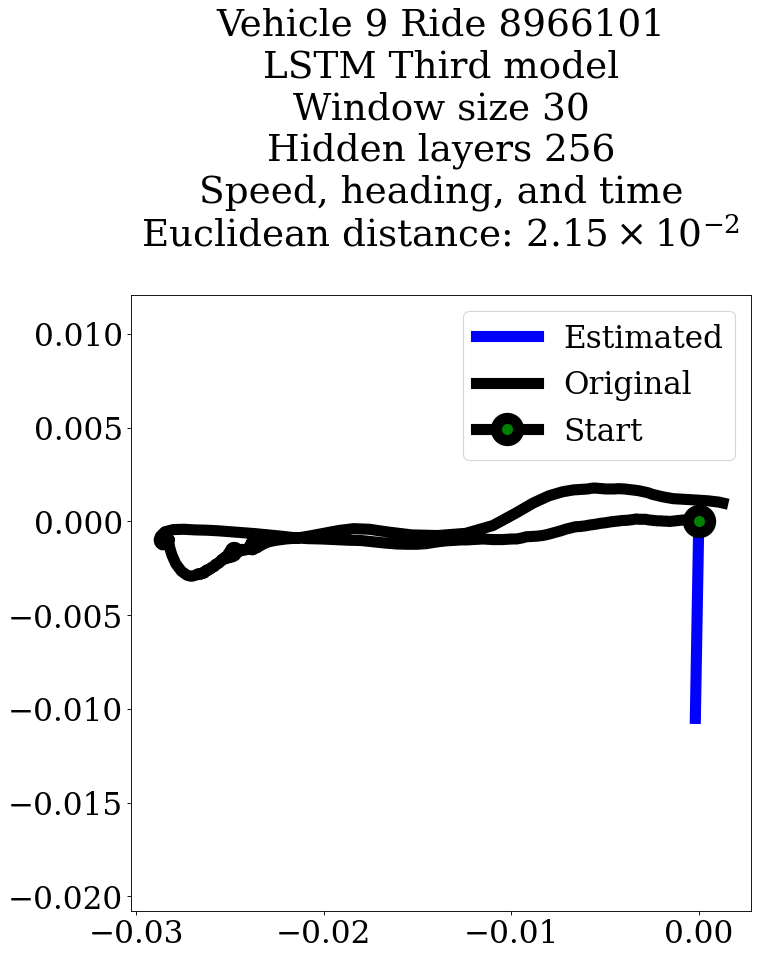 Vehicle 9 Ride 8966101
LSTM Third model
Window size 30
Hidden layers 256
Speed, heading, and time
Euclidean distance: 2.15 × 10⁻²
Estimated
Original
Start
0.010
0.005
0.000
−0.005
−0.010
−0.015
−0.020
−0.03 −0.02 −0.01 0.00